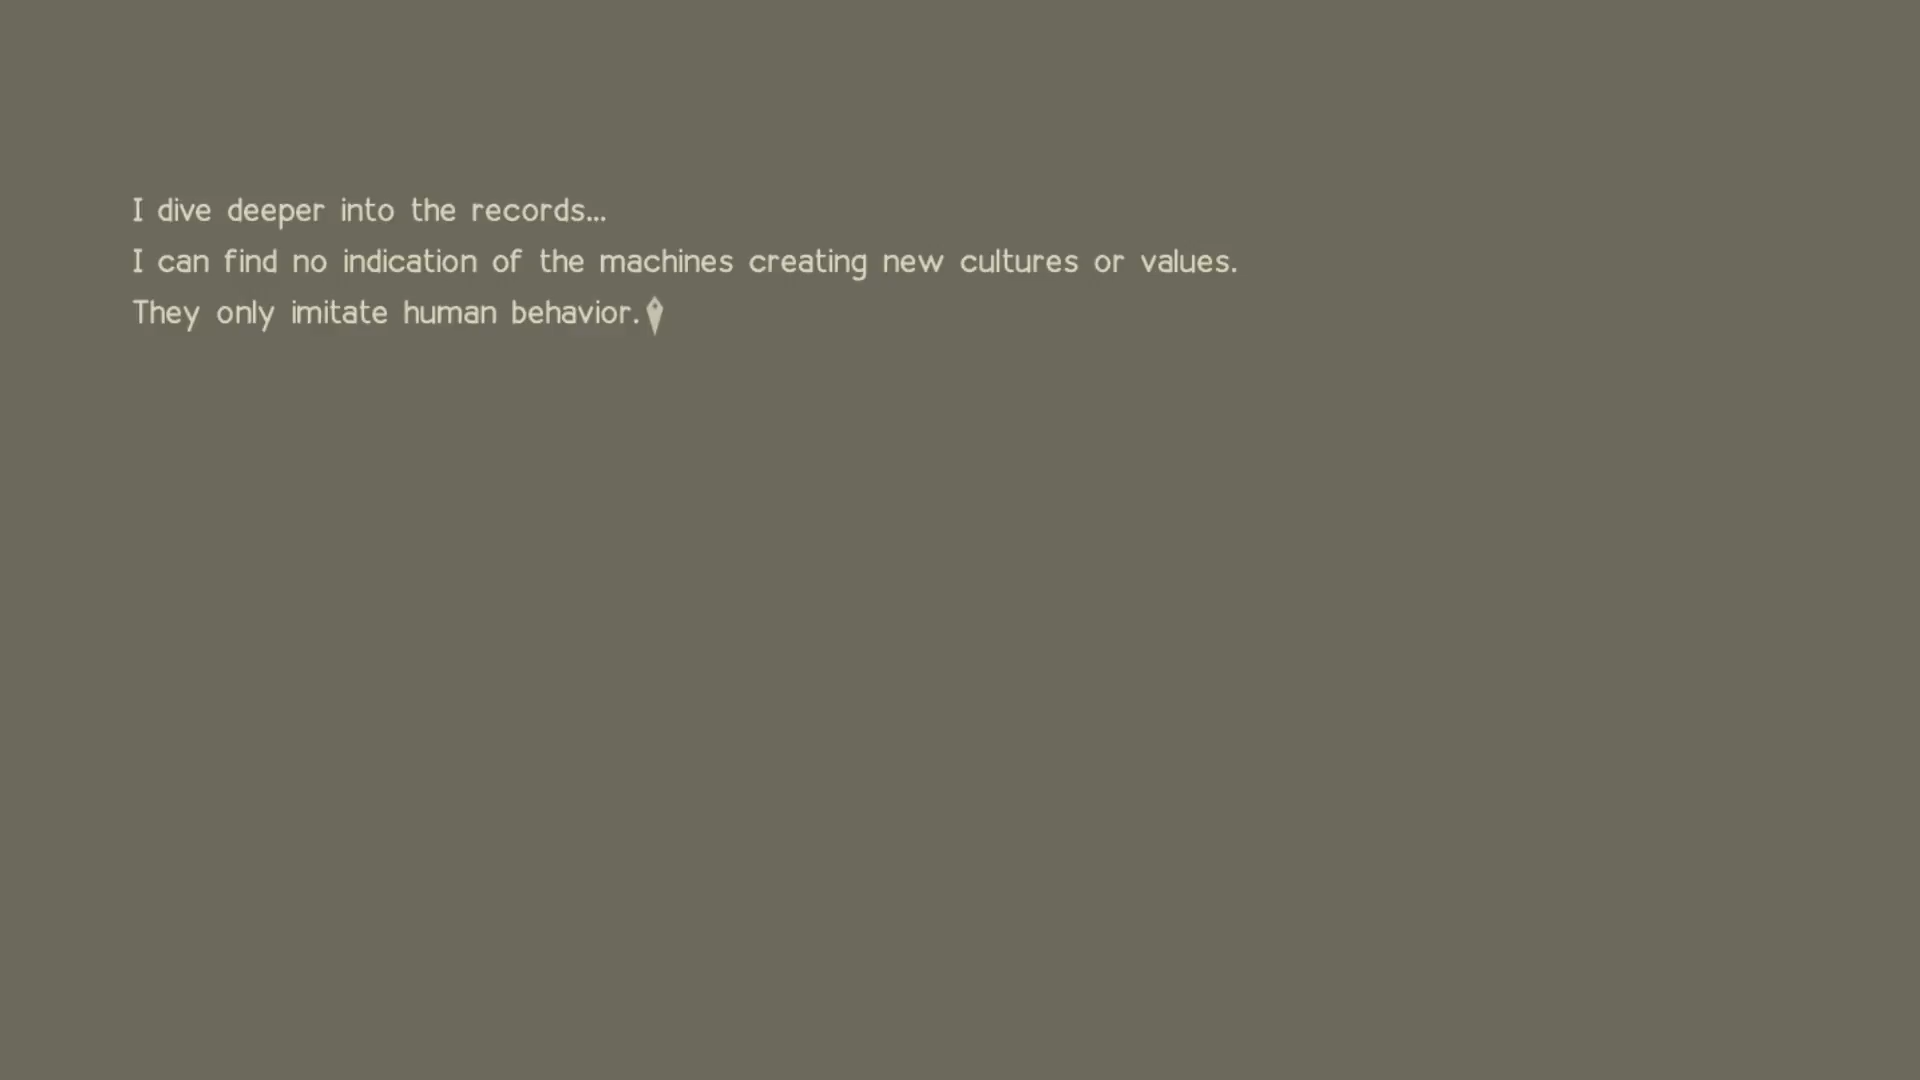 I dive deeper into the records...
I can find no indication of the machines creating new cultures or values.
They only imitate human behavior.